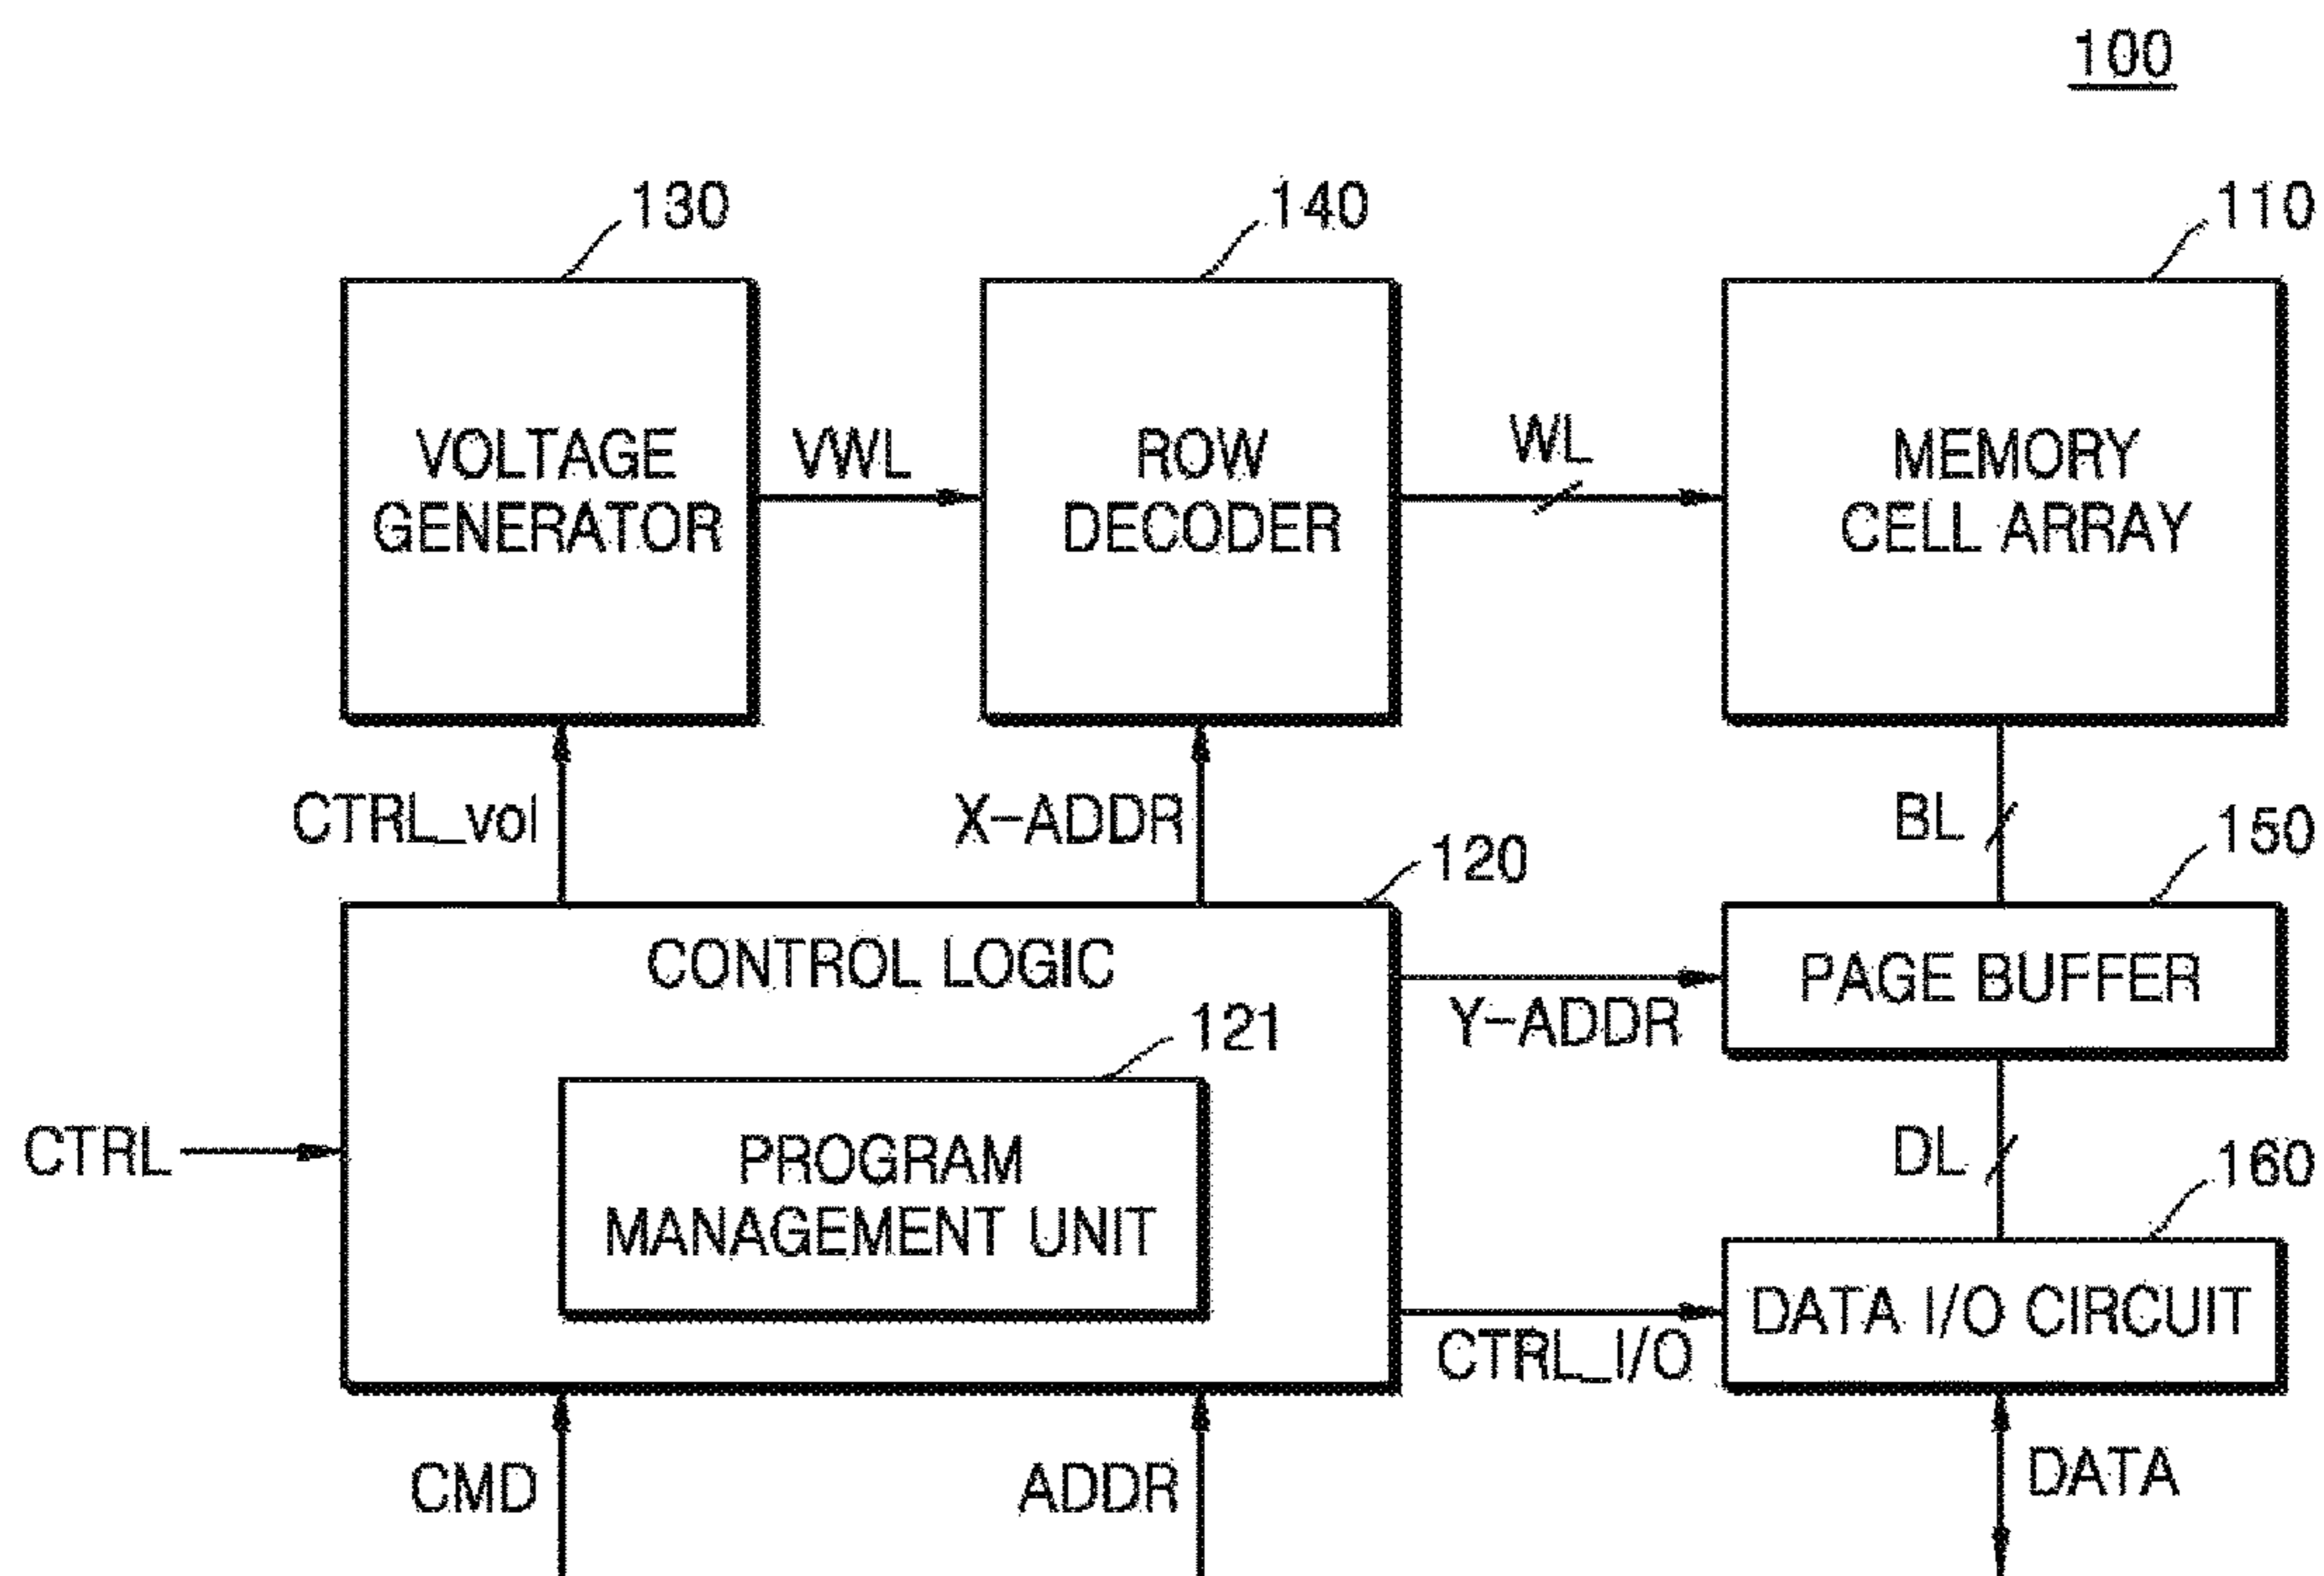 100
130
140
110
VOLTAGE
GENERATOR
VWL
ROW
DECODER
WL
MEMORY
CELL ARRAY
CTRL_vol
X-ADDR
BL
150
120
CONTROL LOGIC
PAGE BUFFER
Y-ADDR
121
CTRL
PROGRAM
MANAGEMENT UNIT
DL
160
DATA I/O CIRCUIT
CTRL_I/O
CMD
ADDR
DATA